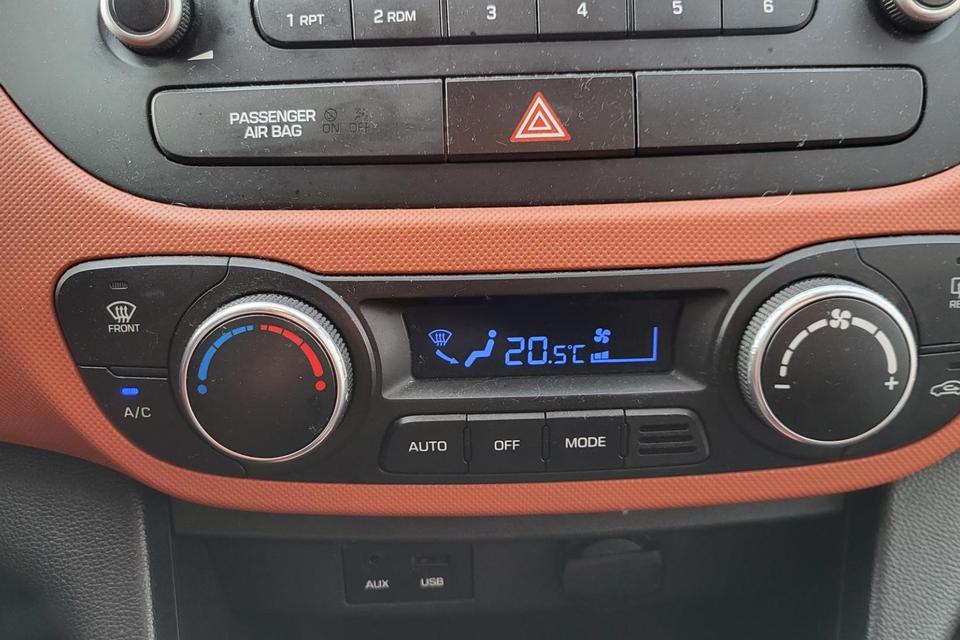 1 RPT
2 RDM
3
4
5
6
PASSENGER
AIR BAG
ON
OFF
FRONT
A/C
20.5°C
- +
AUTO
OFF
MODE
AUX
USB